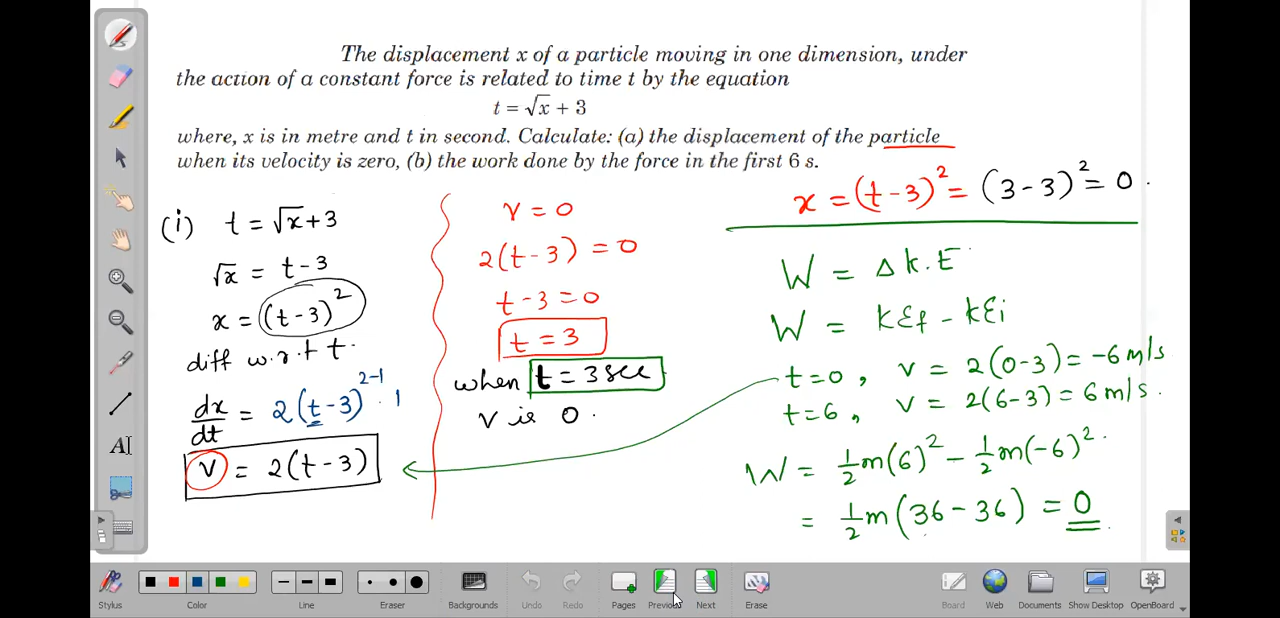 The displacement x of a particle moving in one dimension, under
the action of a constant force is related to time t by the equation
t = √x + 3
where, x is in metre and t in second. Calculate: (a) the displacement of the particle
when its velocity is zero, (b) the work done by the force in the first 6 s.
(i) t = √x + 3
√x = t - 3
x = (t - 3)²
diff w.r.t t.
dx/dt = 2(t - 3)²⁻¹ · 1
v = 2(t - 3)
v = 0
2(t - 3) = 0
t - 3 = 0
t = 3
when t = 3 sec
v is 0.
x = (t - 3)² = (3 - 3)² = 0.
W = Δ k.E
W = kEf - kEi
t = 0, v = 2(0 - 3) = -6 m/s
t = 6, v = 2(6 - 3) = 6 m/s.
W = ½ m(6)² - ½ m(-6)².
= ½ m(36 - 36) = 0
AI
Stylus
Color
Line
Eraser
Backgrounds
Undo
Redo
Pages
Previous
Next
Erase
Board
Web
Documents
Show Desktop
OpenBoard